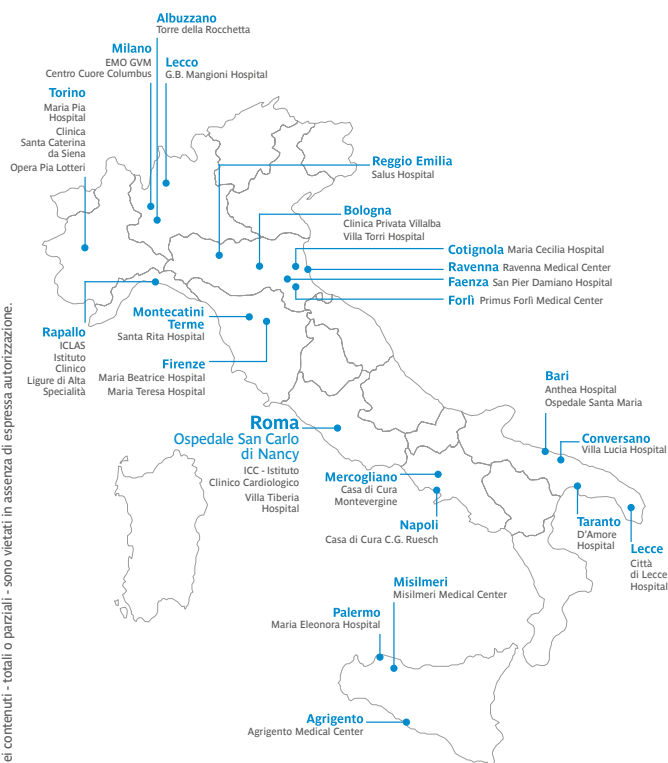 Albuzzano
Torre della Rocchetta
Milano
EMO GVM
Centro Cuore Columbus
Lecco
G.B. Mangioni Hospital
Torino
Maria Pia
Hospital
Clinica
Santa Caterina
da Siena
Opera Pia Lotteri
Reggio Emilia
Salus Hospital
Bologna
Clinica Privata Villalba
Villa Torri Hospital
Cotignola Maria Cecilia Hospital
Ravenna Ravenna Medical Center
Faenza San Pier Damiano Hospital
Forlì Primus Forlì Medical Center
Rapallo
ICLAS
Istituto
Clinico
Ligure di Alta
Specialità
Montecatini
Terme
Santa Rita Hospital
Firenze
Maria Beatrice Hospital
Maria Teresa Hospital
Roma
Ospedale San Carlo
di Nancy
ICC - Istituto
Clinico Cardiologico
Villa Tiberia
Hospital
Mercogliano
Casa di Cura
Montevergine
Napoli
Casa di Cura C.G. Ruesch
Bari
Anthea Hospital
Ospedale Santa Maria
Conversano
Villa Lucia Hospital
Taranto
D'Amore
Hospital
Lecce
Città
di Lecce
Hospital
Misilmeri
Misilmeri Medical Center
Palermo
Maria Eleonora Hospital
Agrigento
Agrigento Medical Center
ei contenuti - totali o parziali - sono vietati in assenza di espressa autorizzazione.